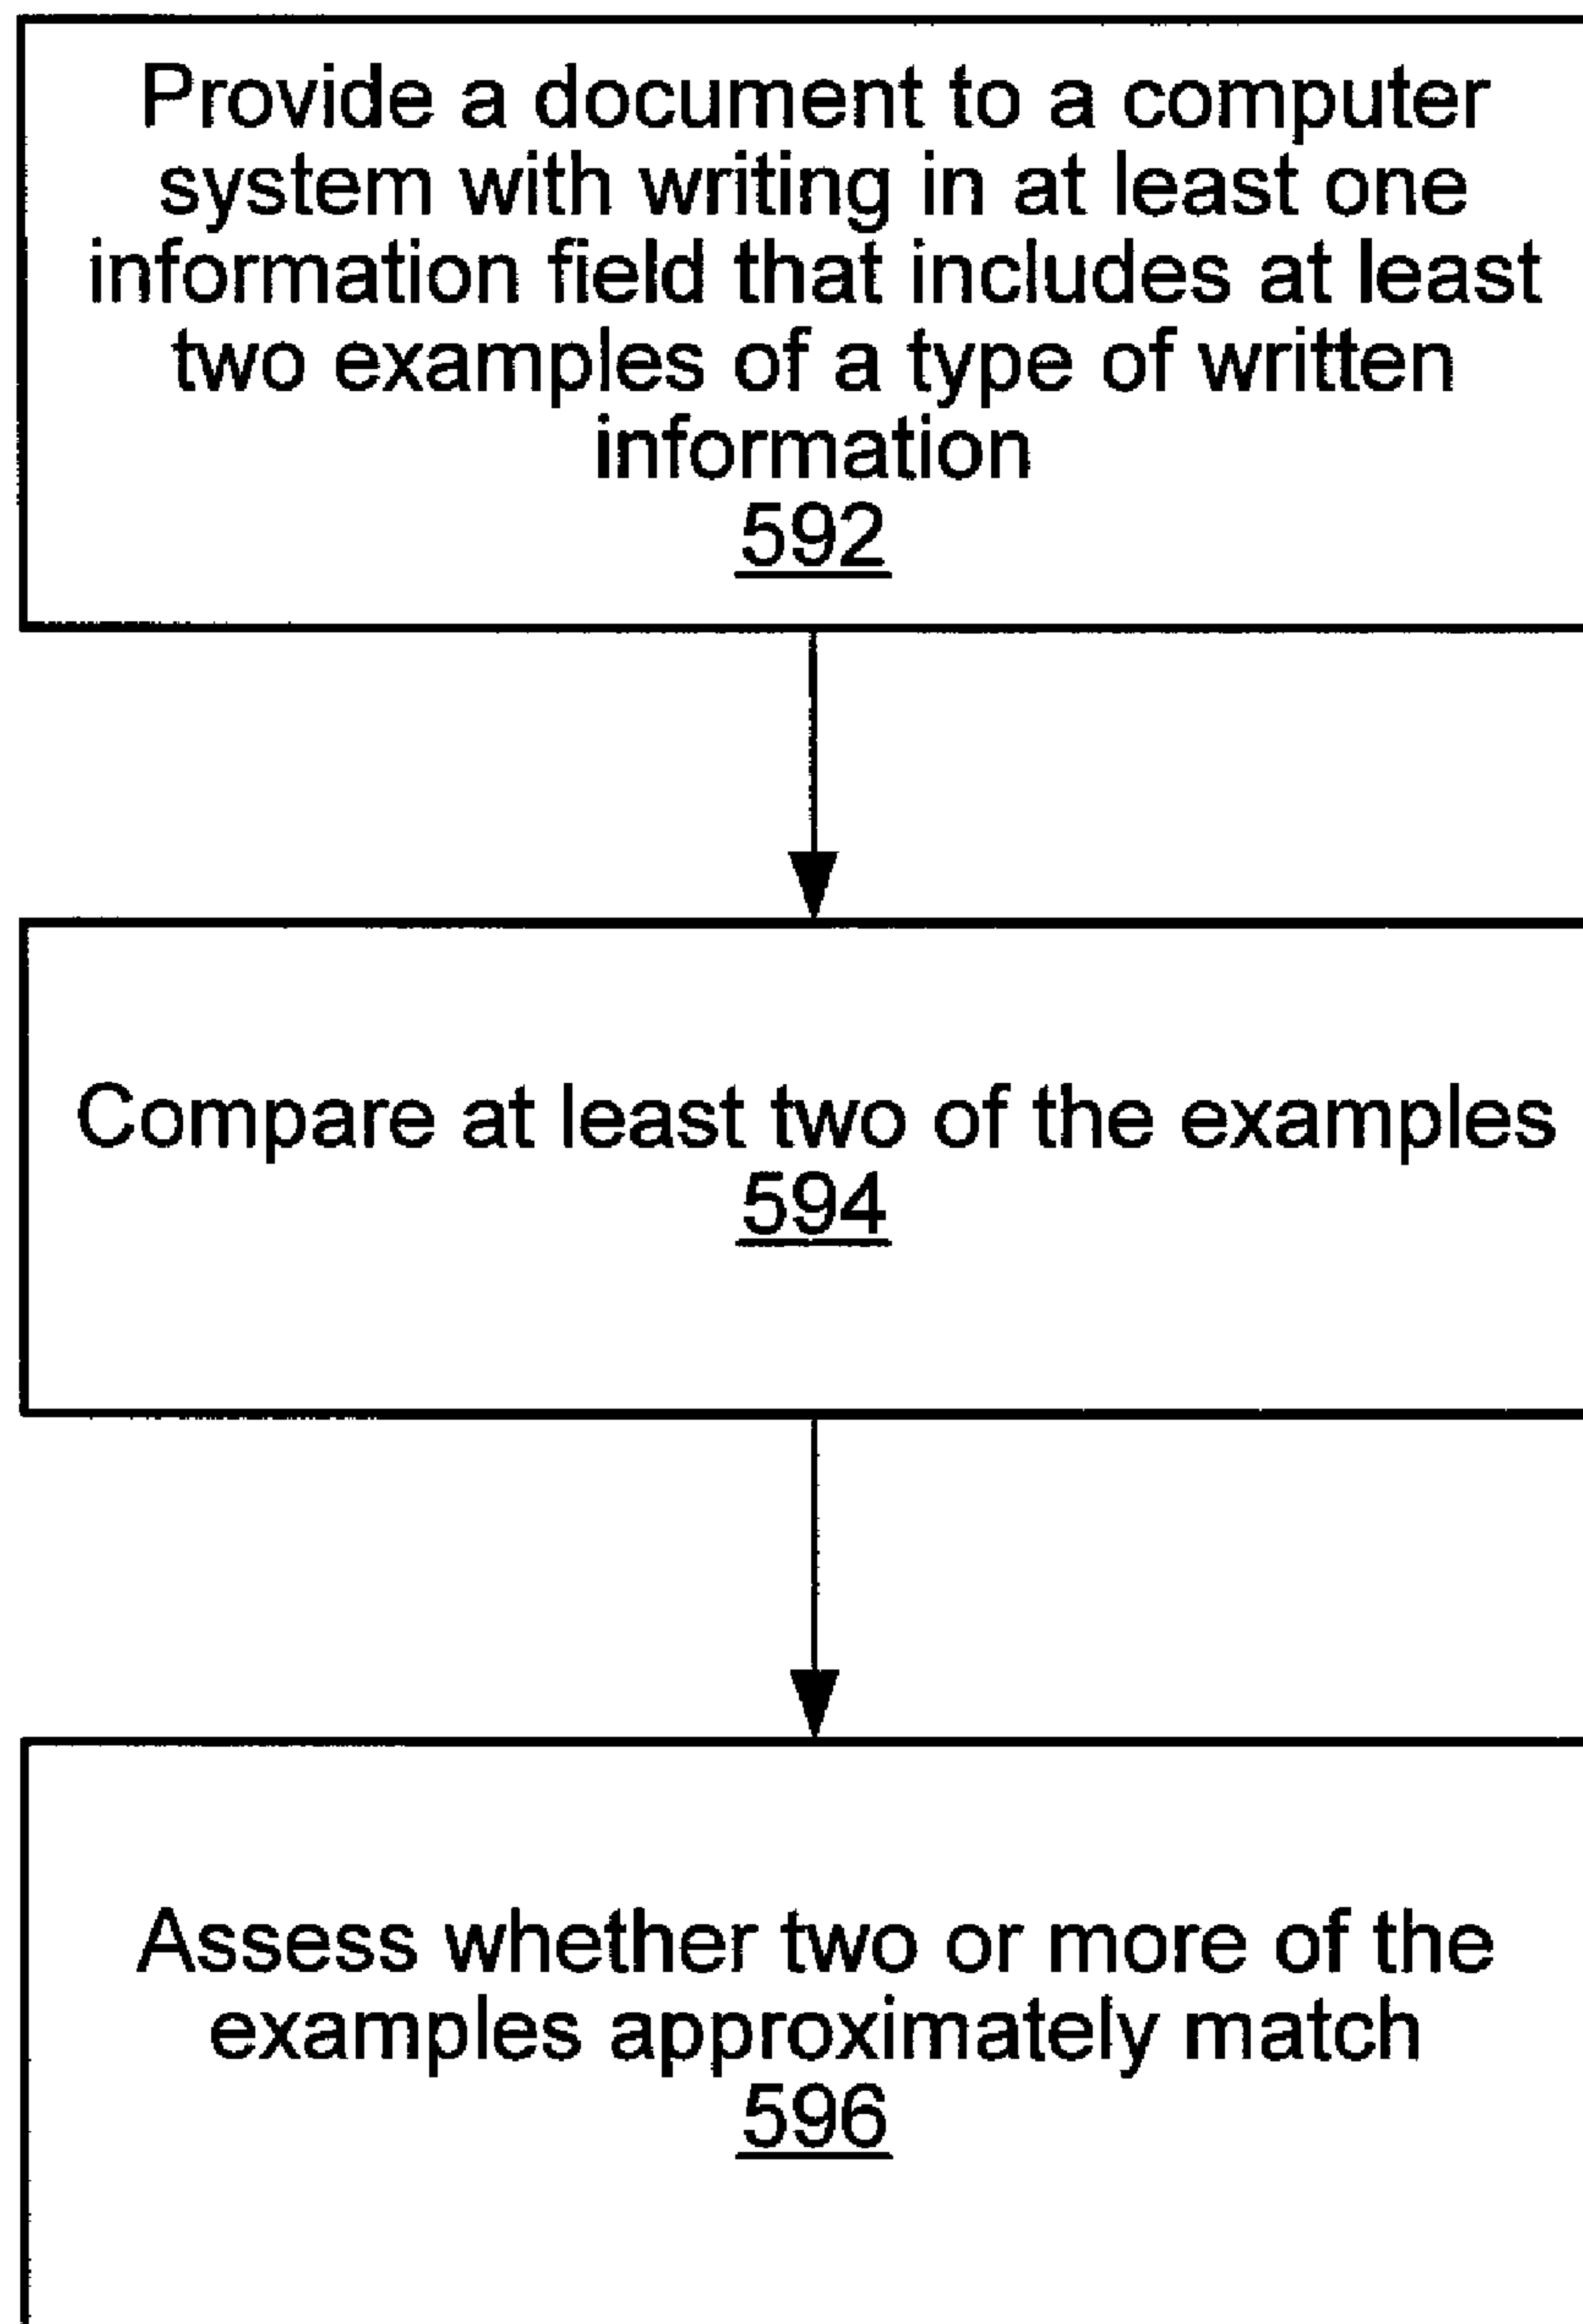 Provide a document to a computer
system with writing in at least one
information field that includes at least
two examples of a type of written
information
592
Compare at least two of the examples
594
Assess whether two or more of the
examples approximately match
596